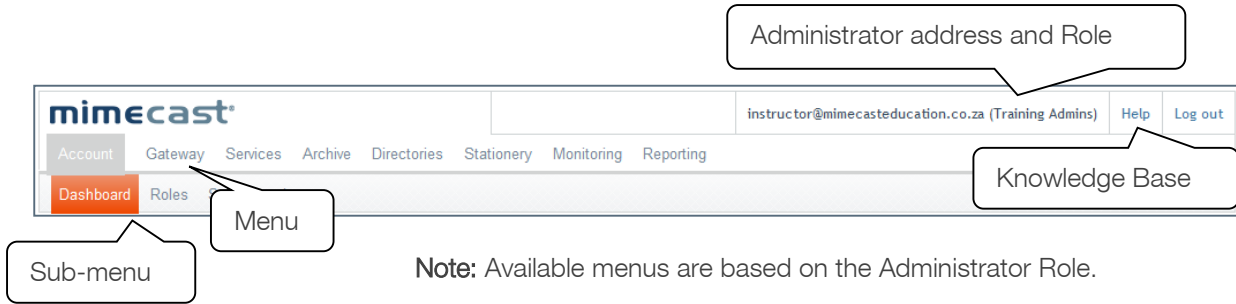 Administrator address and Role
mimecast
instructor@mimecasteducation.co.za (Training Admins) Help Log out
Account Gateway Services Archive Directories Stationery Monitoring Reporting
Knowledge Base
Dashboard Roles
Menu
Sub-menu
Note: Available menus are based on the Administrator Role.